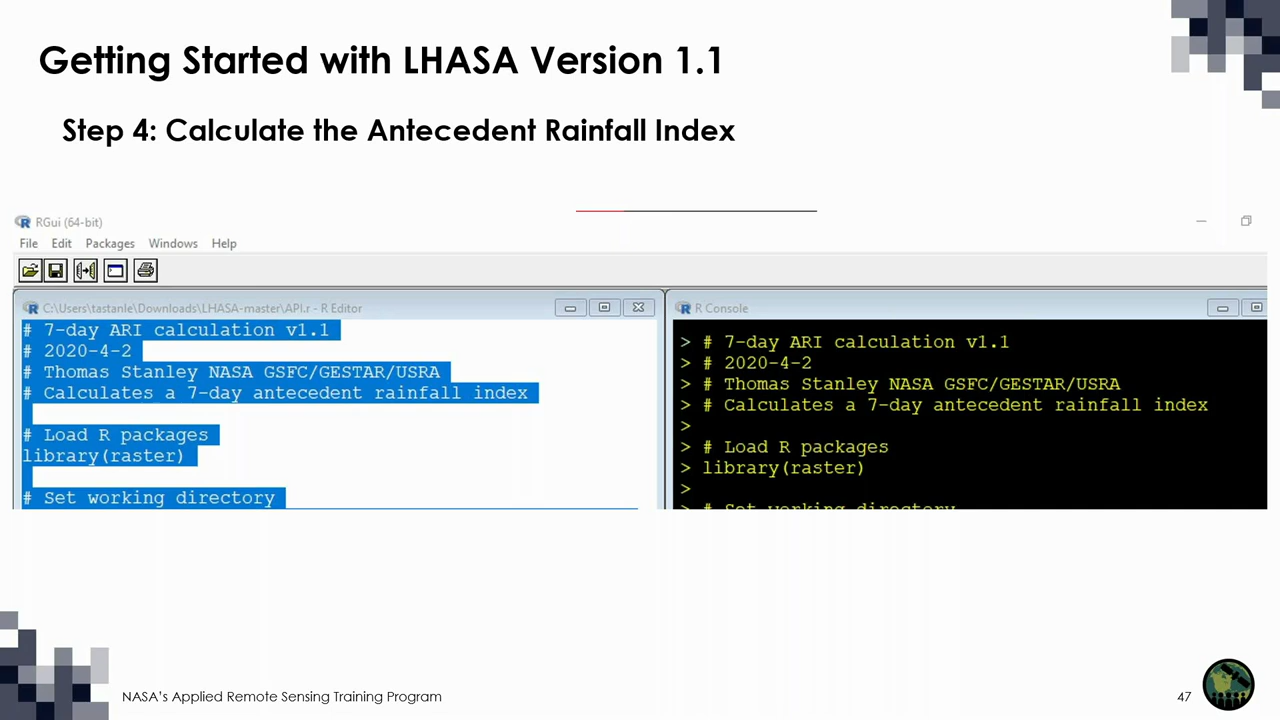 Getting Started with LHASA Version 1.1
Step 4: Calculate the Antecedent Rainfall Index
RGui (64-bit)
File Edit Packages Windows Help
C:\Users\tastanle\Downloads\LHASA-master\API.r - R Editor
# 7-day ARI calculation v1.1
# 2020-4-2
# Thomas Stanley NASA GSFC/GESTAR/USRA
# Calculates a 7-day antecedent rainfall index
# Load R packages
library(raster)
# Set working directory
R Console
> # 7-day ARI calculation v1.1
> # 2020-4-2
> # Thomas Stanley NASA GSFC/GESTAR/USRA
> # Calculates a 7-day antecedent rainfall index
>
> # Load R packages
> library(raster)
>
> # Set working directory
NASA's Applied Remote Sensing Training Program
47